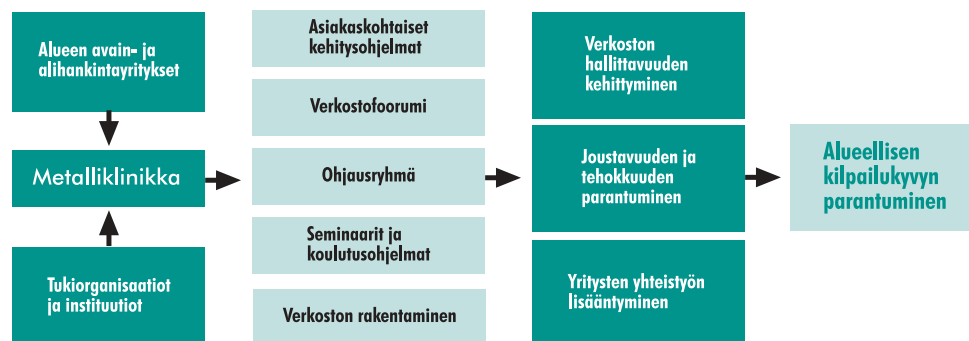 Alueen avain- ja
alihankintayritykset
Metalliklinikka
Tukiorganisaatiot
ja instituutiot
Asiakaskohtaiset
kehitysohjelmat
Verkostofoorumi
Ohjausryhmä
Seminaarit ja
koulutusohjelmat
Verkoston rakentaminen
Verkoston
hallittavuuden
kehittyminen
Joustavuuden ja
tehokkuuden
parantuminen
Yritysten yhteistyön
lisääntyminen
Alueellisen
kilpailukyvyn
parantuminen